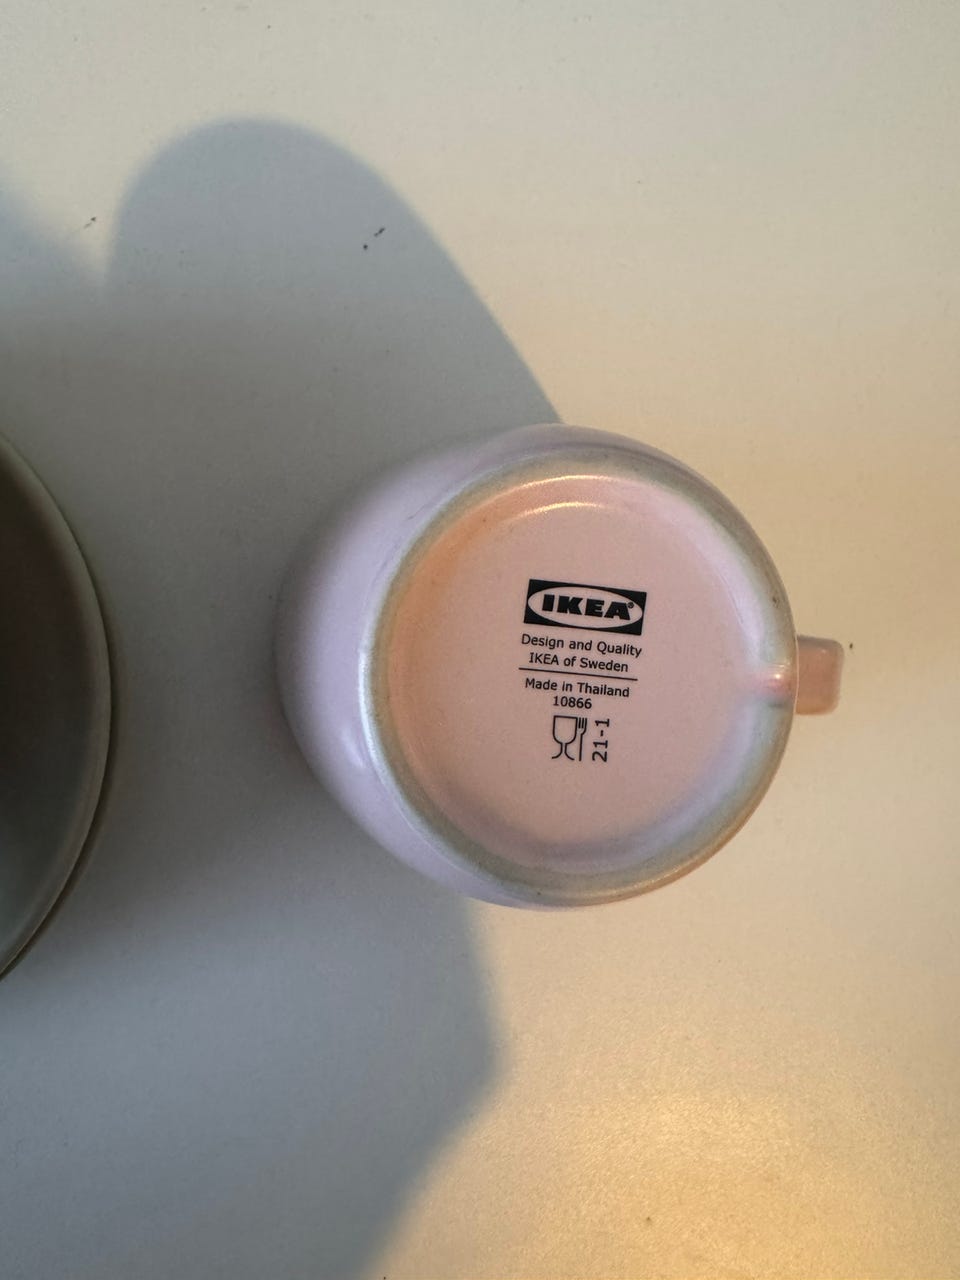 IKEA®
Design and Quality
IKEA of Sweden
Made in Thailand
10866
21-1